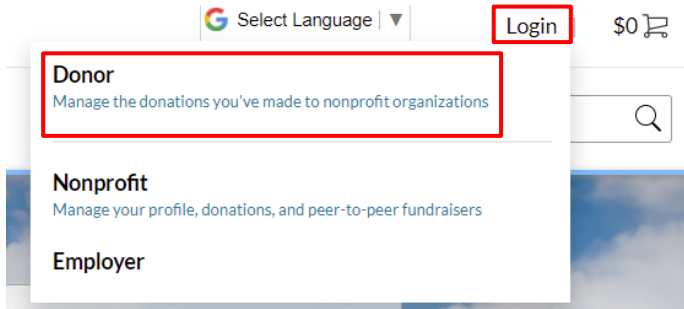 Select Language ▼
Login $0
Donor
Manage the donations you've made to nonprofit organizations
Nonprofit
Manage your profile, donations, and peer-to-peer fundraisers
Employer